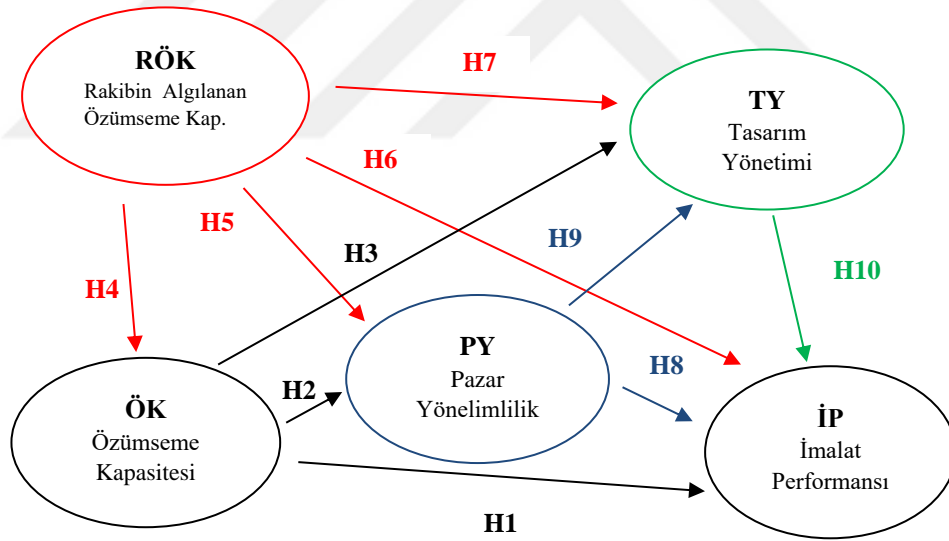 RÖK
Rakibin Algılanan
Özümseme Kap.
H7
TY
Tasarım
Yönetimi
H6
H5
H3
H9
H4
H10
PY
Pazar
Yönelimlilik
H8
H2
ÖK
Özümseme
Kapasitesi
İP
İmalat
Performansı
H1